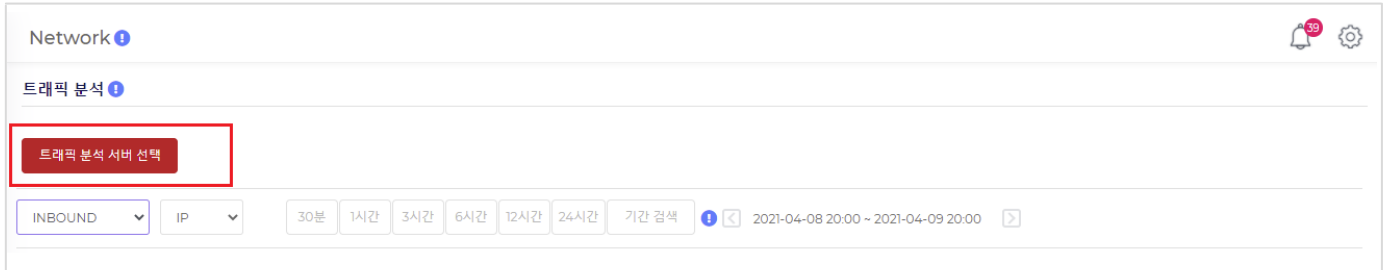 Network
39
트래픽 분석
트래픽 분석 서버 선택
INBOUND IP 30분 1시간 3시간 6시간 12시간 24시간 기간 검색 2021-04-08 20:00 ~ 2021-04-09 20:00